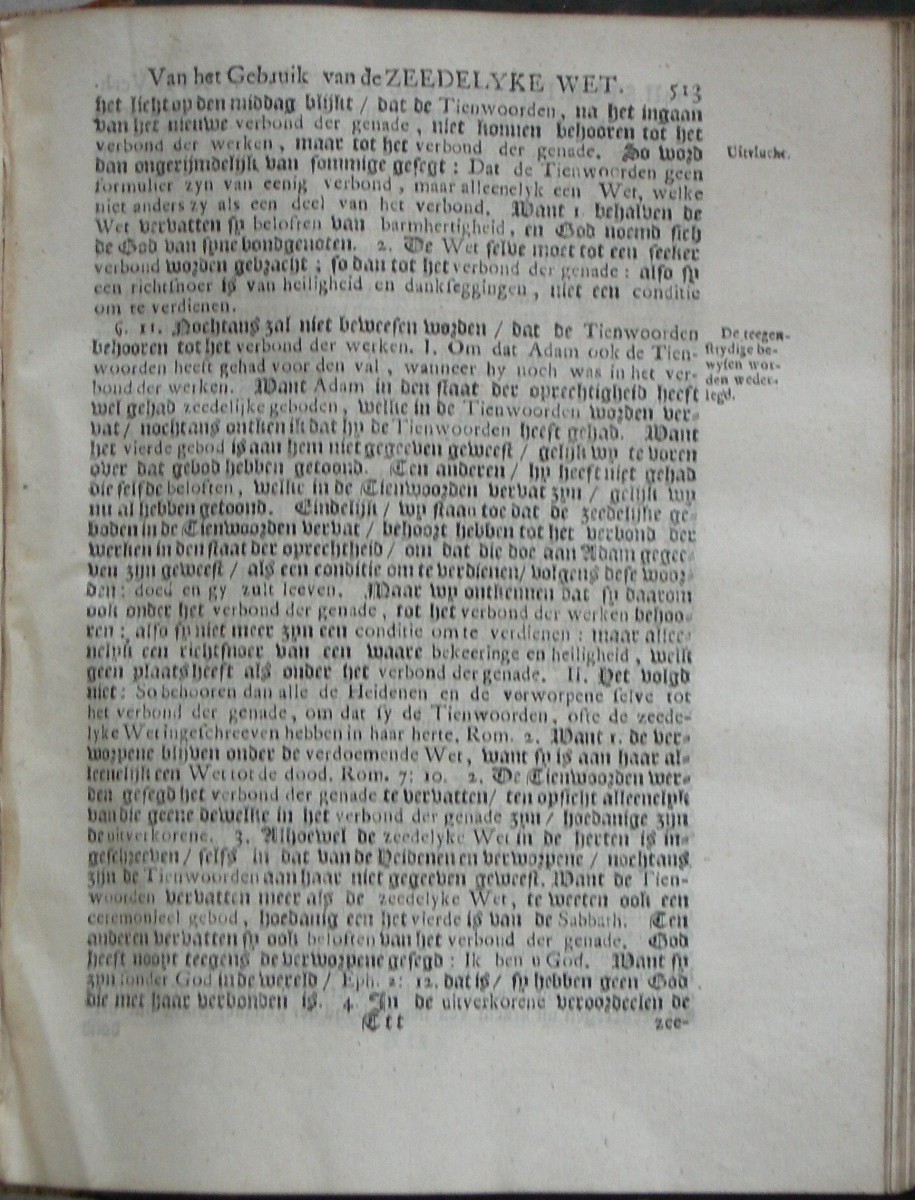 Van het Gebruik van de ZEEDELYKE WET. 513
het licht op den middag blijkt / dat de Tienwoorden, na het ingaan
van het nieuwe verbond der genade, niet konnen behooren tot het
verbond der werken, maar tot het verbond der genade. So word
Uitvlucht.
dan ongerijmdelijk van sommige gesegt: Dat de Tienwoorden geen
formulier zyn van eenig verbond, maar alleenelyk een Wet, welke
niet anders zy als een deel van het verbond. Want 1. behalven de
Wet vervatten sy beloften van barmhertigheid, en God noemd sich
de God van syne bondgenoten. 2. De Wet selve moet tot een seeker
verbond worden gebracht; so dan tot het verbond der genade: also sy
een richtsnoer is van heiligheid en dankseggingen, niet een conditie
om te verdienen.
§. 11. Nochtans zal niet beweesen worden / dat de Tienwoorden
De teegen-
behooren tot het verbond der werken. I. Om dat Adam ook de Tien-
strydige be-
woorden heeft gehad voor den val, wanneer hy noch was in het ver-
wysen wor-
bond der werken. Want Adam in den staat der oprechtigheid heeft
den weder-
legd.
wel gehad zeedelijke geboden, welke in de Tienwoorden worden ver-
vat / nochtans ontken ik dat hy de Tienwoorden heeft gehad. Want
het vierde gebod is aan hem niet gegeeven geweest / gelijk wy te voren
over dat gebod hebben getoond. Ten anderen / hy heeft niet gehad
die selfde beloften, welke in de Tienwoorden vervat zyn / gelijk wy
nu al hebben getoond. Eindelijk / wy staan toe dat de zeedelijke ge-
boden in de Tienwoorden vervat / behoort hebben tot het verbond der
werken in den staat der oprechtheid / om dat die doe aan Adam gegee-
ven zijn geweest / als een conditie om te verdienen / volgens dese woor-
den: doed en gy zult leeven. Maar wy ontkennen dat sy daarom
ook onder het verbond der genade, tot het verbond der werken behoo-
ren; also sy niet meer zyn een conditie om te verdienen: maar allee-
nelyk een richtsnoer van een waare bekeeringe en heiligheid, welk
geen plaats heeft als onder het verbond der genade. II. Het volgd
niet: So behooren dan alle de Heidenen en de verworpene selve tot
het verbond der genade, om dat sy de Tienwoorden, ofte de zeede-
lyke Wet ingeschreeven hebben in haar herte. Rom. 2. Want 1. de ver-
worpene blijven onder de verdoemende Wet, want sy is aan haar al-
leenelijk een Wet tot de dood. Rom. 7: 10. 2. De Tienwoorden wer-
den gesegd het verbond der genade te vervatten / ten opsicht alleenelyk
van die geene dewelke in het verbond der genade zyn / hoedanige zijn
de uitverkorene. 3. Alhoewel de zeedelyke Wet in de herten is in-
geschreeven / selfs in dat van de Heidenen en verworpene / nochtans
zijn de Tienwoorden aan haar niet gegeeven geweest. Want de Tien-
woorden vervatten meer als de zeedelyke Wet, te weeten ook een
ceremonieel gebod, hoedanig een het vierde is van de Sabbath. Ten
anderen vervatten sy ook beloften van het verbond der genade. God
heeft nooyt teegens de verworpene gesegd: Ik ben u God. Want sy
zyn sonder God in de wereld / Eph. 2: 12. dat is / sy hebben geen God
die met haar verbonden is. 4. In de uitverkorene veroordeelen de
Ttt zee-